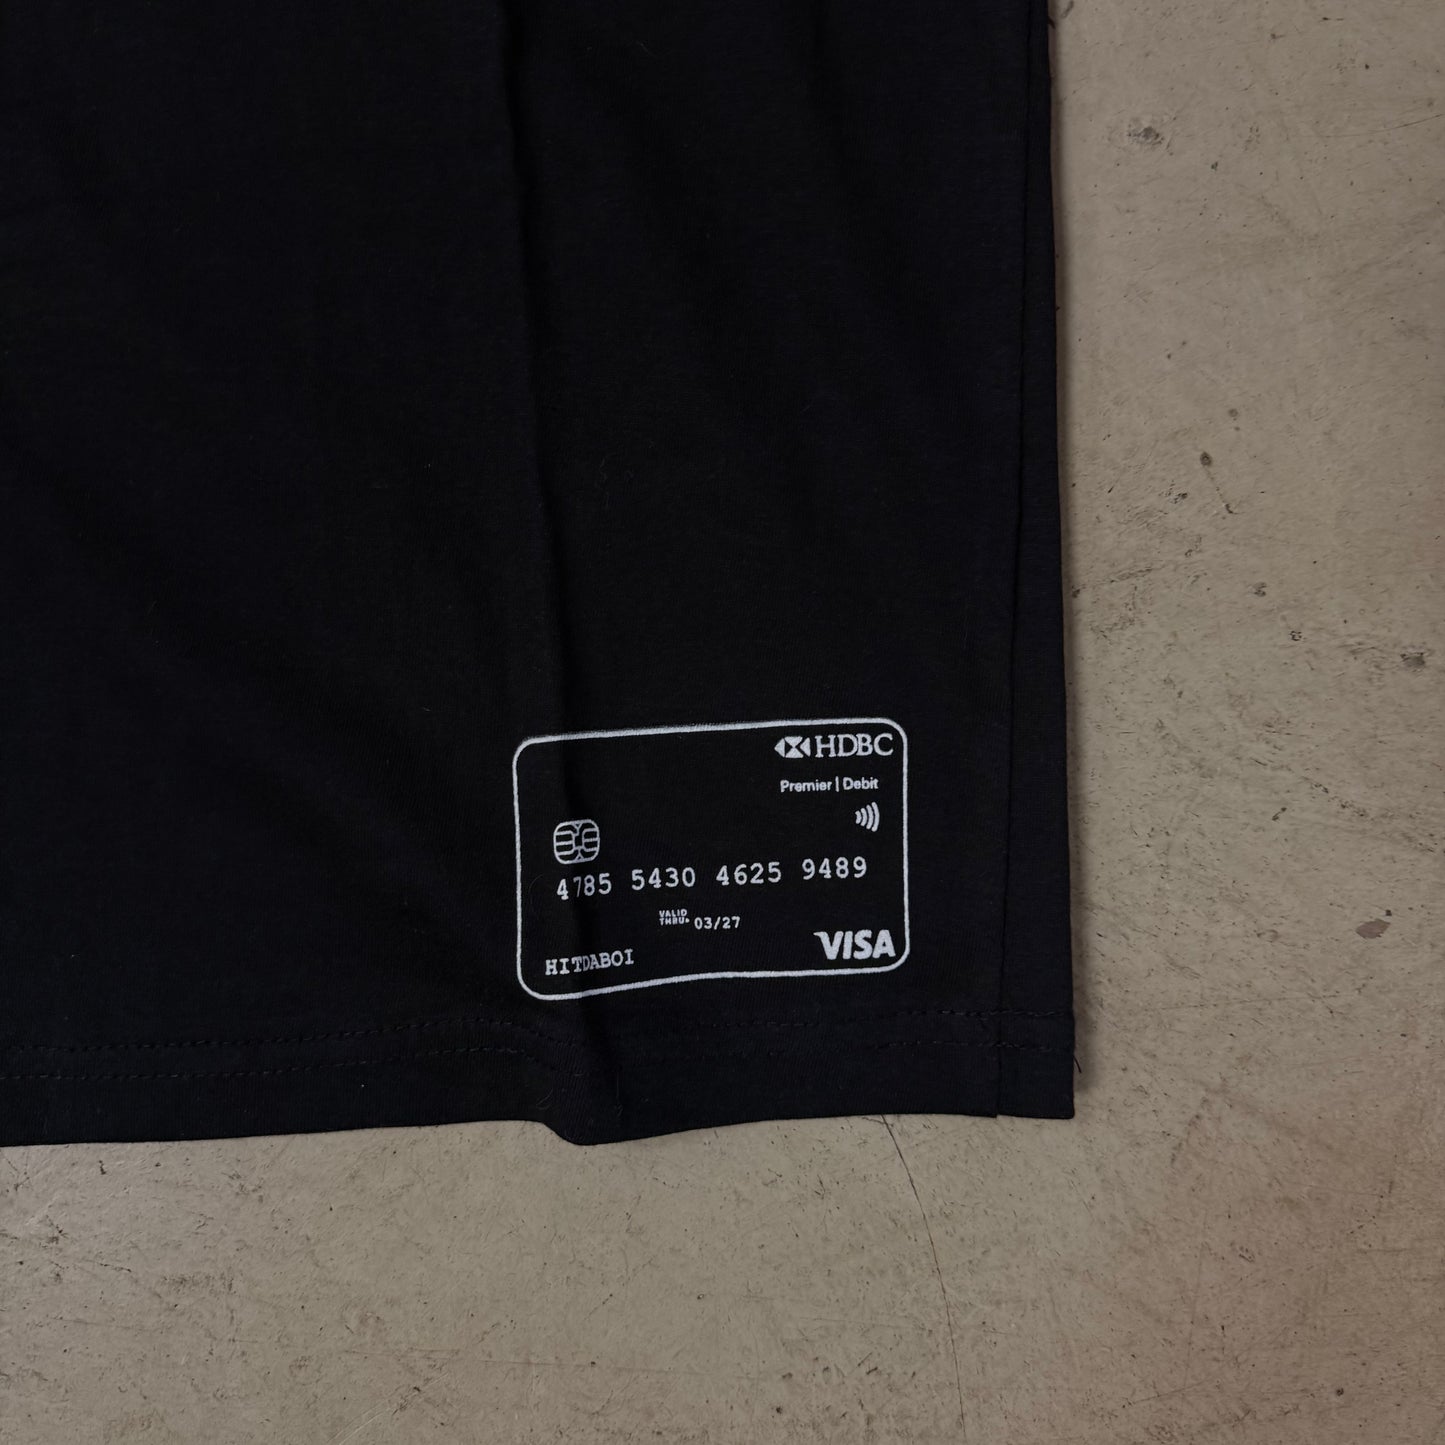 HDBC
Premier | Debit
4785 5430 4625 9489
VALID
THRU. 03/27
HITDABOI
VISA